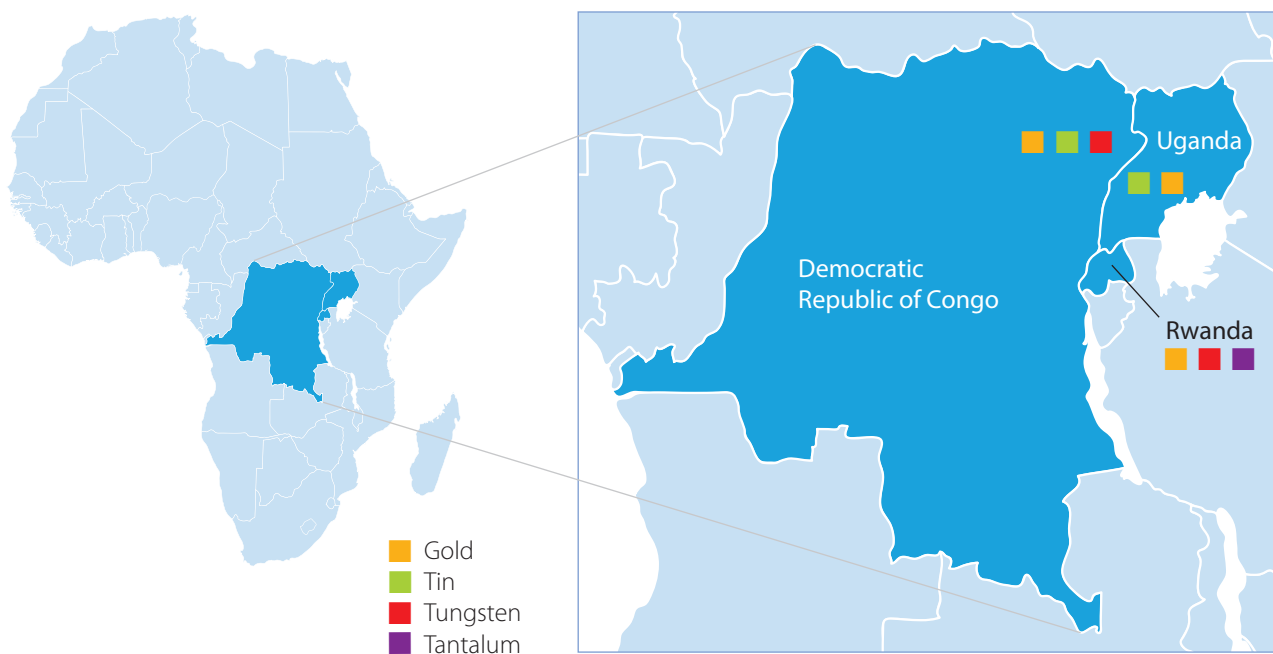 Uganda
Democratic
Republic of Congo
Rwanda
Gold
Tin
Tungsten
Tantalum